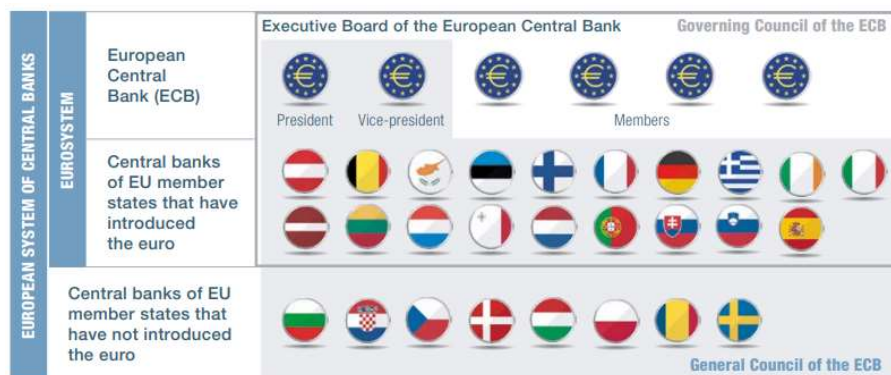 EUROPEAN SYSTEM OF CENTRAL BANKS
EUROSYSTEM
Executive Board of the European Central Bank
Governing Council of the ECB
European
Central
Bank (ECB)
President
Vice-president
Members
Central banks
of EU member
states that have
introduced
the euro
Central banks of EU
member states that
have not introduced
the euro
General Council of the ECB